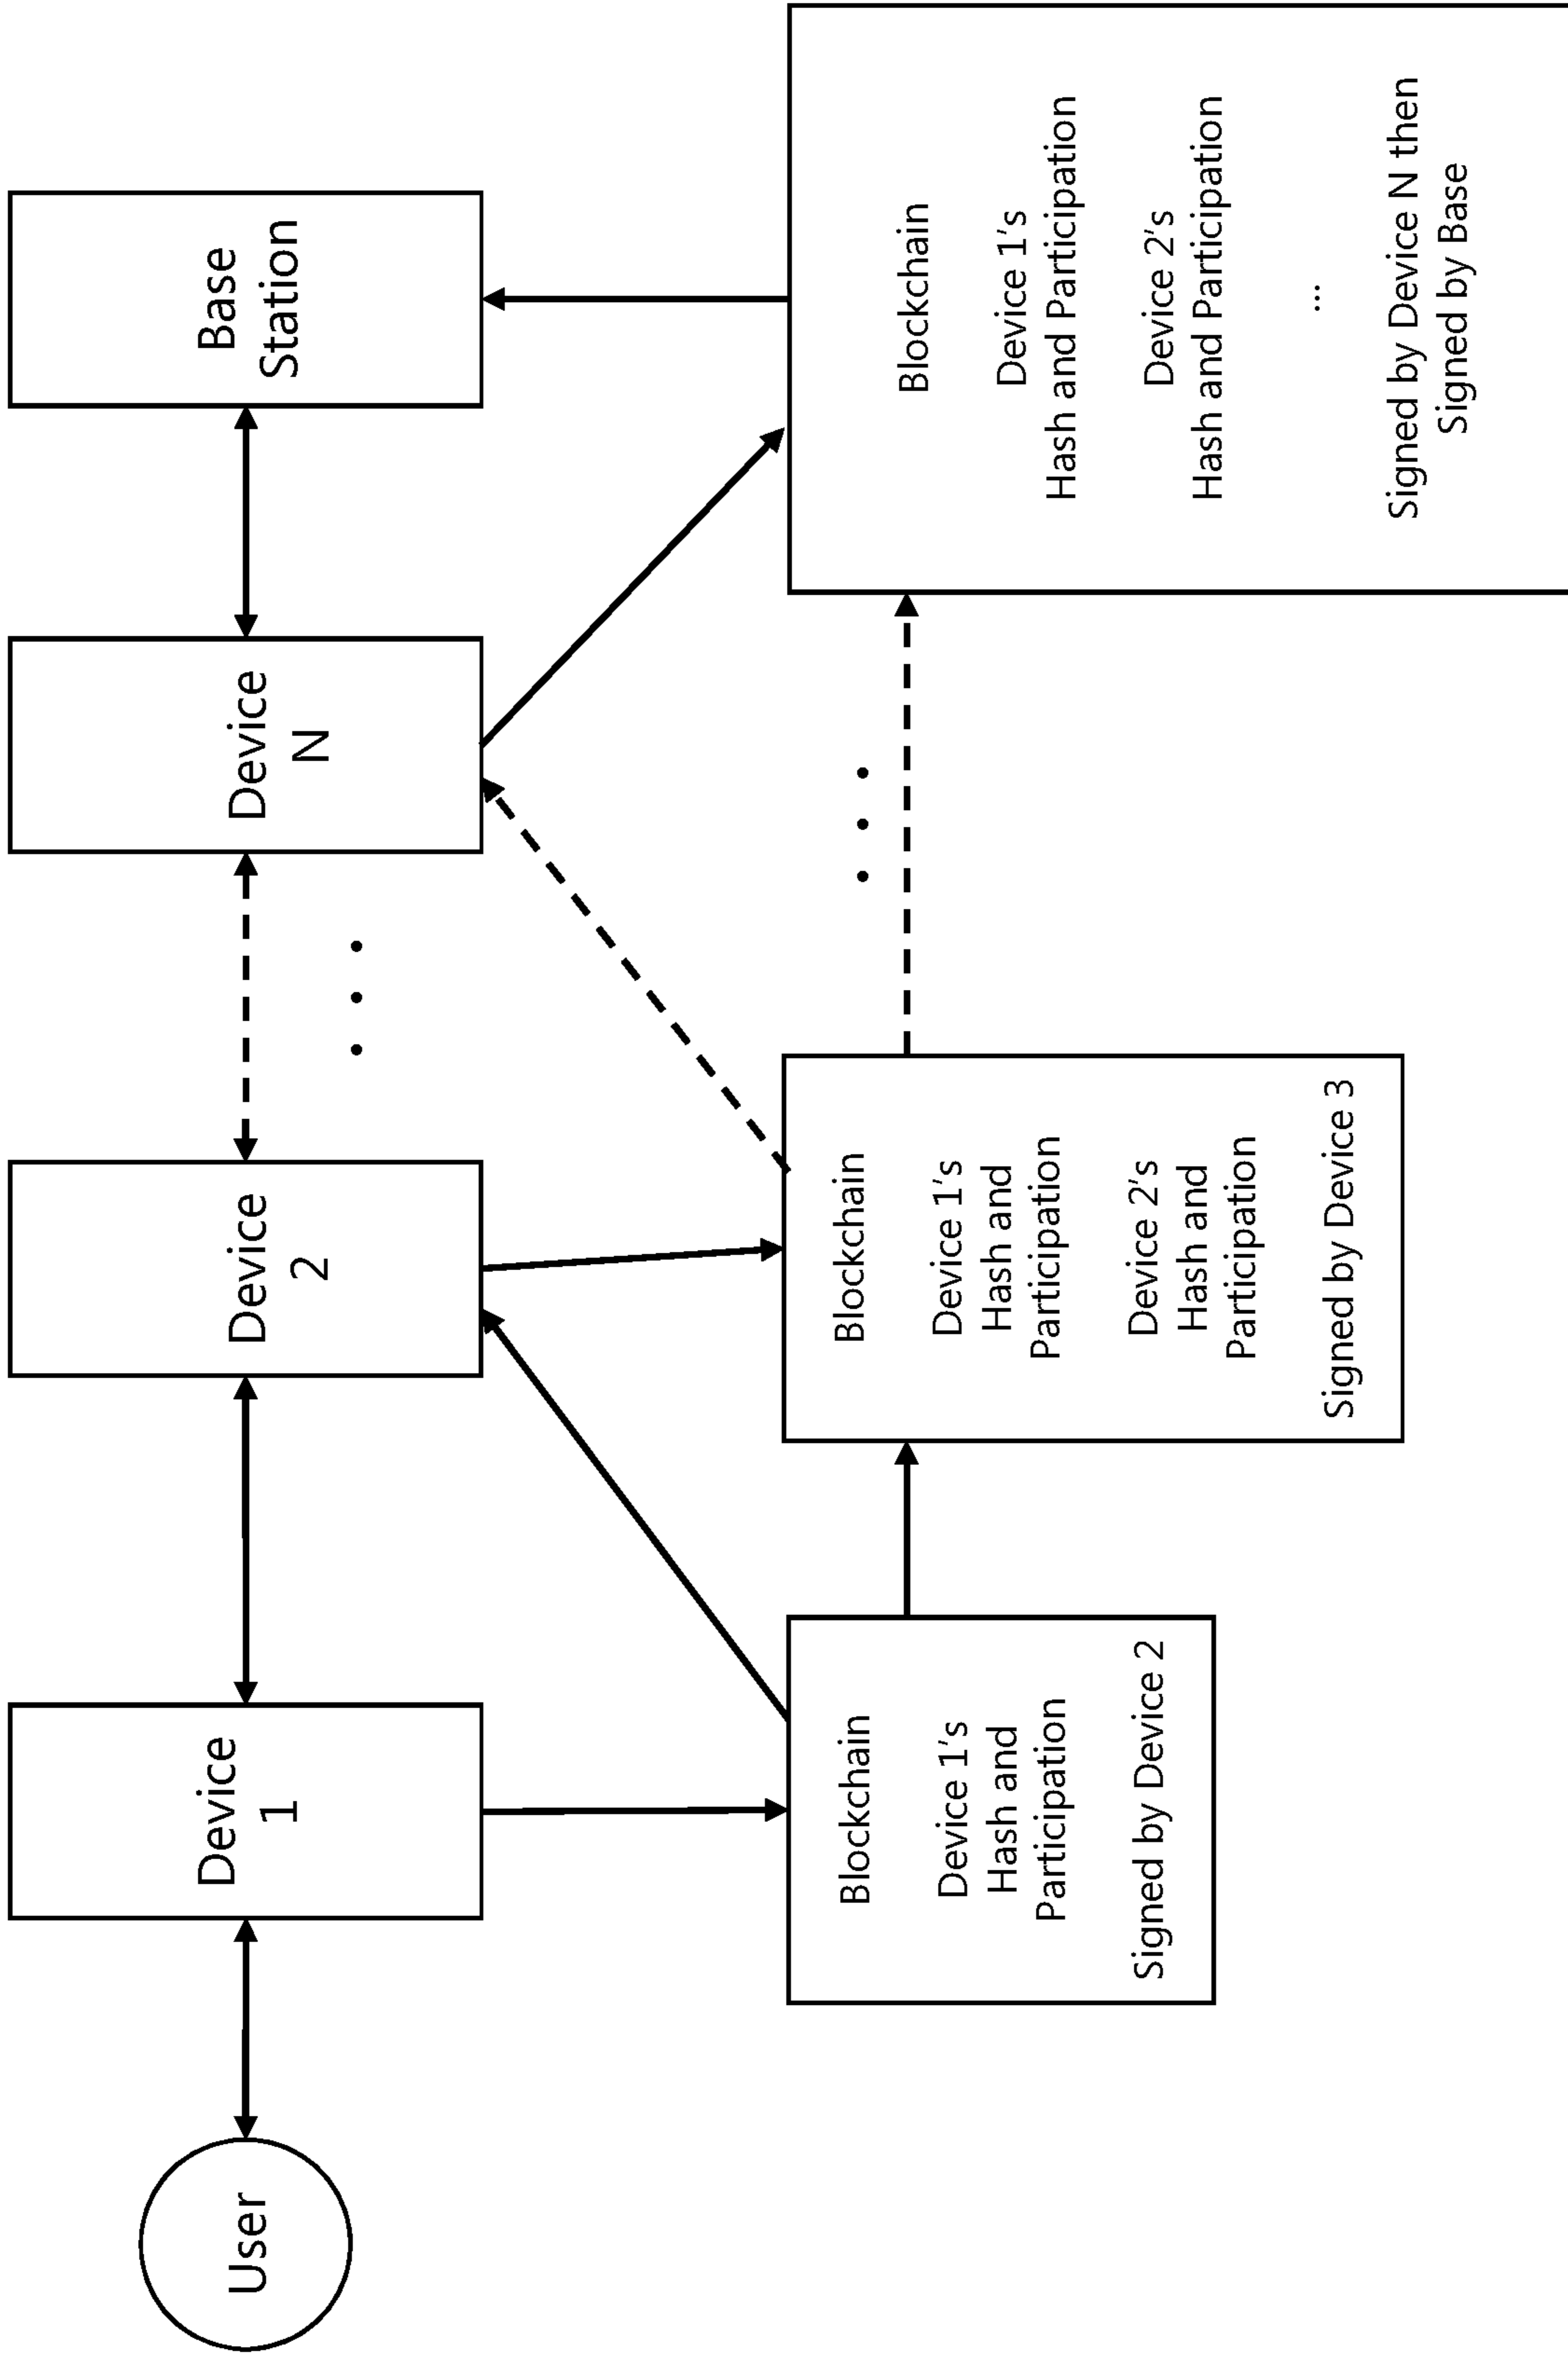 User
Device
1
Device
2
Device
N
Base
Station
Blockchain
Device 1's
Hash and
Participation
Signed by Device 2
Blockchain
Device 1's
Hash and
Participation
Device 2's
Hash and
Participation
Signed by Device 3
Blockchain
Device 1's
Hash and Participation
Device 2's
Hash and Participation
...
Signed by Device N then
Signed by Base